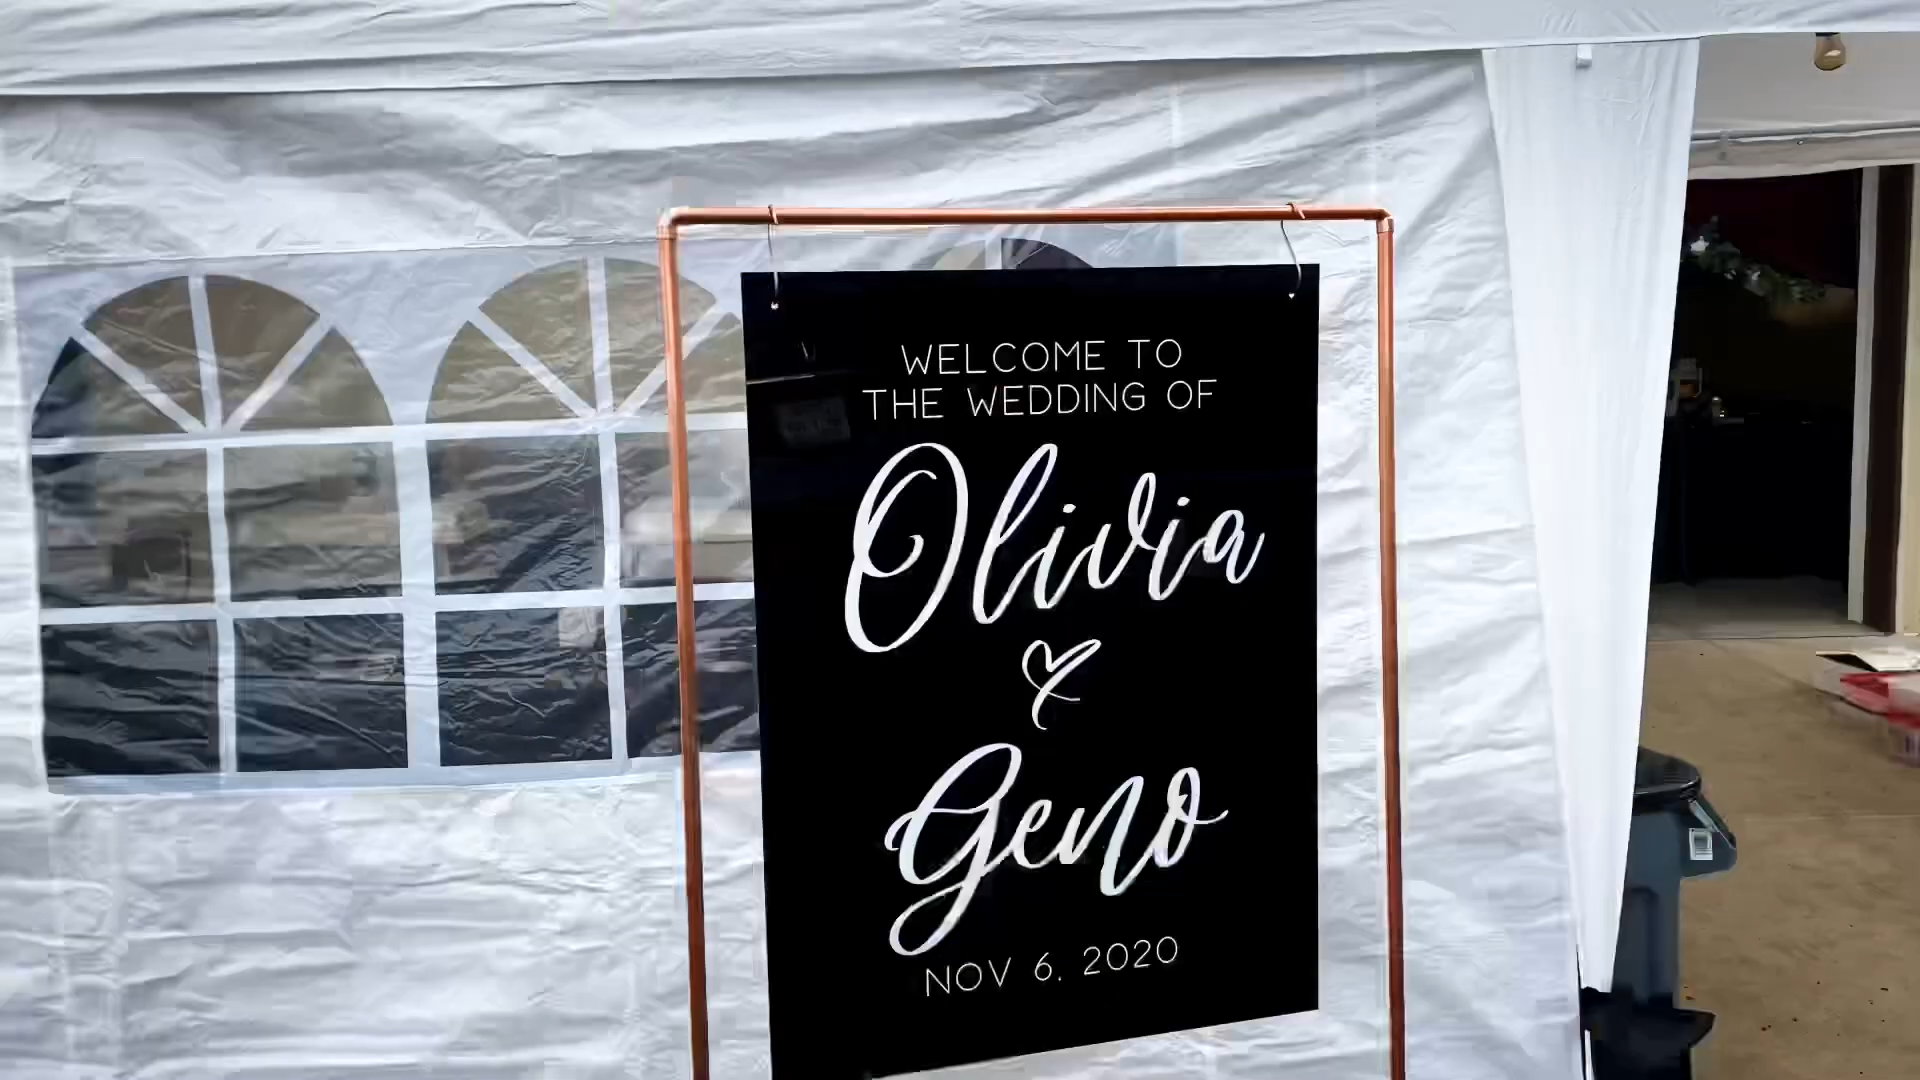 WELCOME TO
THE WEDDING OF
Olivia
&
Geno
NOV 6. 2020